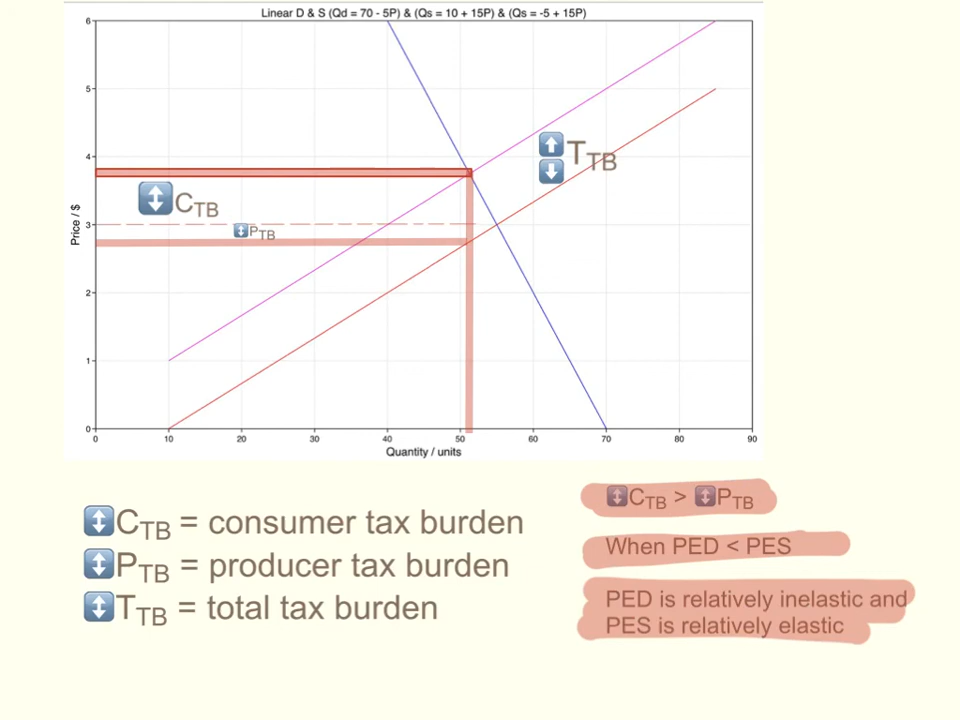 Linear D & S (Qd = 70 - 5P) & (Qs = 10 + 15P) & (Qs = -5 + 15P)
6
5
4
3
2
1
0
Price / $
↕CTB
↕PTB
⬆TTB
⬇
0 10 20 30 40 50 60 70 80 90
Quantity / units
↕CTB = consumer tax burden
↕PTB = producer tax burden
↕TTB = total tax burden
↕CTB > ↕PTB
When PED < PES
PED is relatively inelastic and
PES is relatively elastic